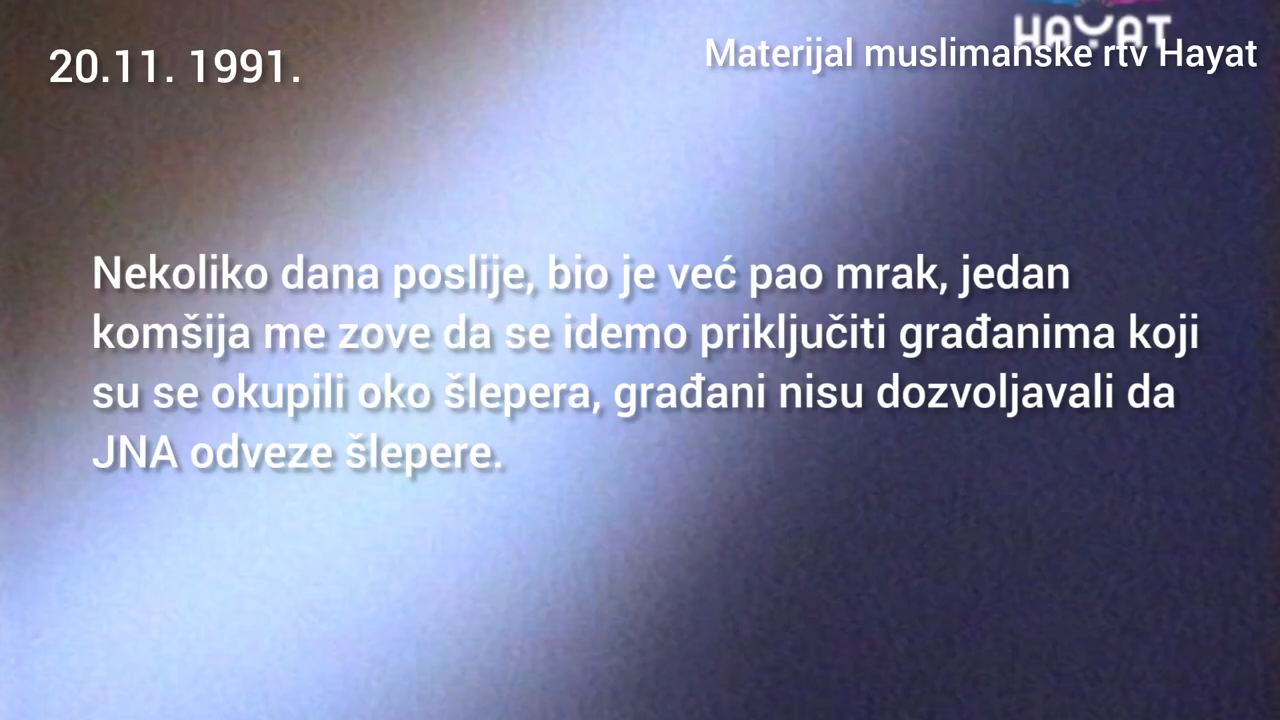 HAYAT
20.11. 1991.
Materijal muslimanske rtv Hayat
Nekoliko dana poslije, bio je već pao mrak, jedan
komšija me zove da se idemo priključiti građanima koji
su se okupili oko šlepera, građani nisu dozvoljavali da
JNA odveze šlepere.